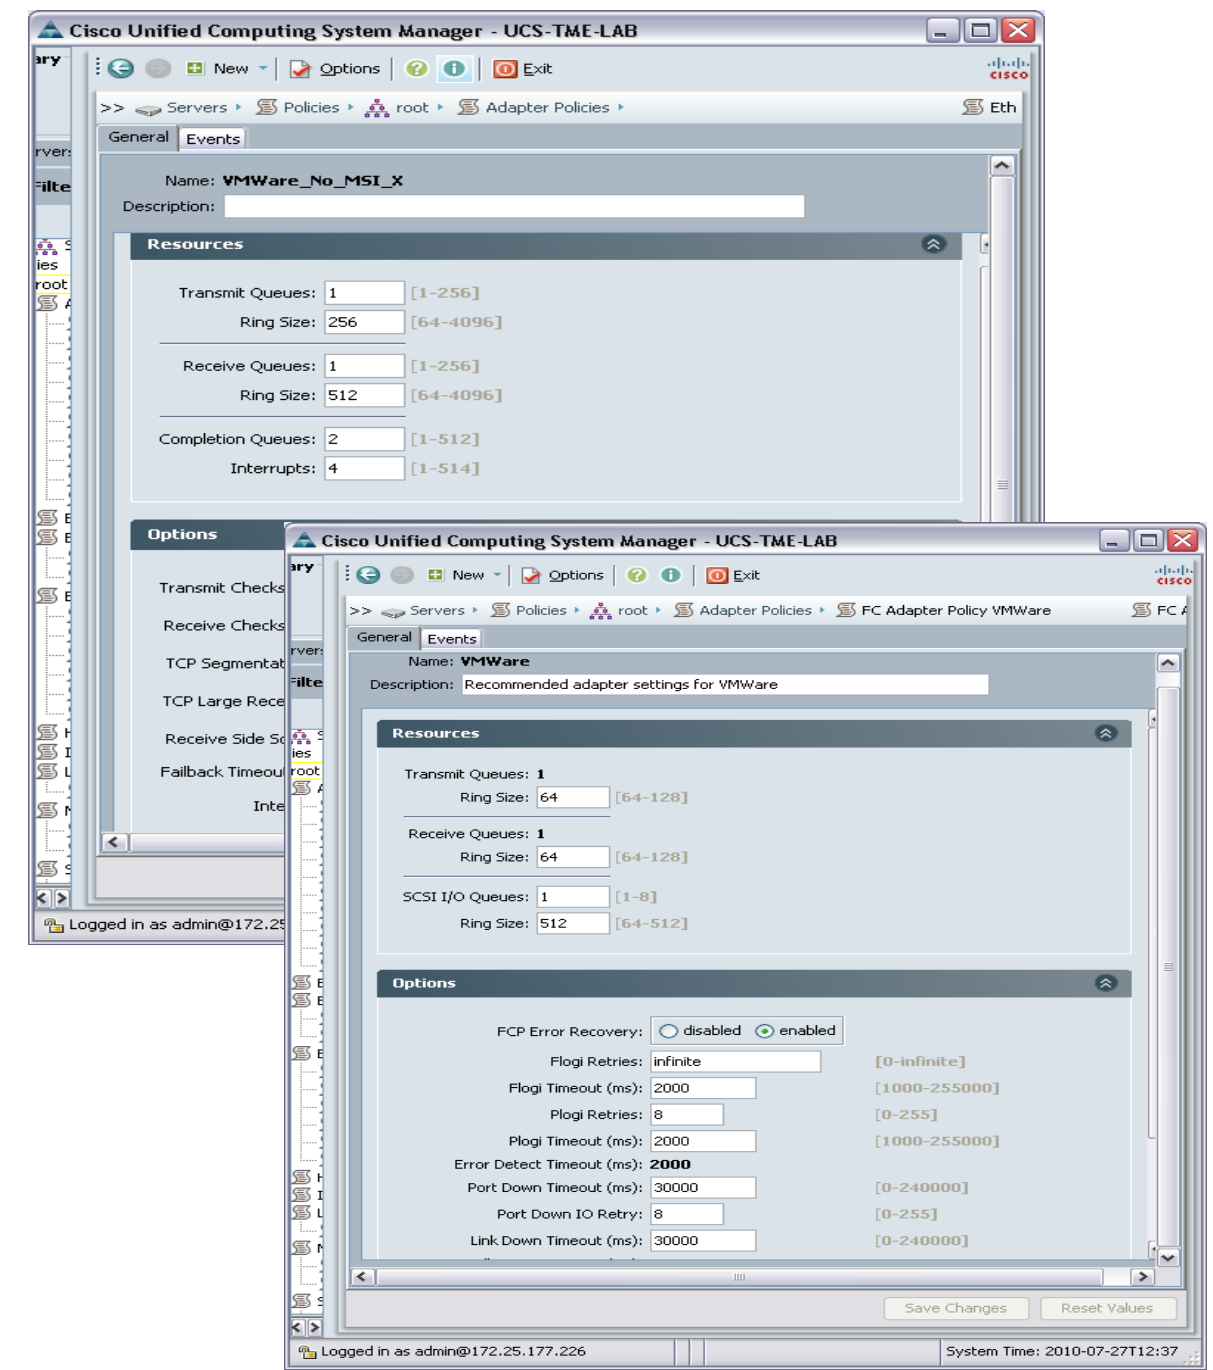 Cisco Unified Computing System Manager - UCS-TME-LAB
ary
New Options Exit
cisco
>> Servers Policies root Adapter Policies Eth
General Events
Name: VMWare_No_MSI_X
Description:
Resources
Transmit Queues: 1 [1-256]
Ring Size: 256 [64-4096]
Receive Queues: 1 [1-256]
Ring Size: 512 [64-4096]
Completion Queues: 2 [1-512]
Interrupts: 4 [1-514]
Options
Transmit Checks
Receive Checks
TCP Segmentat
TCP Large Rece
Receive Side Sc
Failback Timeou
Inte
rver:
Filte
ies
root
Logged in as admin@172.25
Cisco Unified Computing System Manager - UCS-TME-LAB
ary
New Options Exit
cisco
>> Servers Policies root Adapter Policies FC Adapter Policy VMWare FC A
General Events
Name: VMWare
Description: Recommended adapter settings for VMWare
Resources
Transmit Queues: 1
Ring Size: 64 [64-128]
Receive Queues: 1
Ring Size: 64 [64-128]
SCSI I/O Queues: 1 [1-8]
Ring Size: 512 [64-512]
Options
FCP Error Recovery: disabled enabled
Flogi Retries: infinite [0-infinite]
Flogi Timeout (ms): 2000 [1000-255000]
Plogi Retries: 8 [0-255]
Plogi Timeout (ms): 2000 [1000-255000]
Error Detect Timeout (ms): 2000
Port Down Timeout (ms): 30000 [0-240000]
Port Down IO Retry: 8 [0-255]
Link Down Timeout (ms): 30000 [0-240000]
rver:
Filte
ies
root
Save Changes Reset Values
Logged in as admin@172.25.177.226 System Time: 2010-07-27T12:37